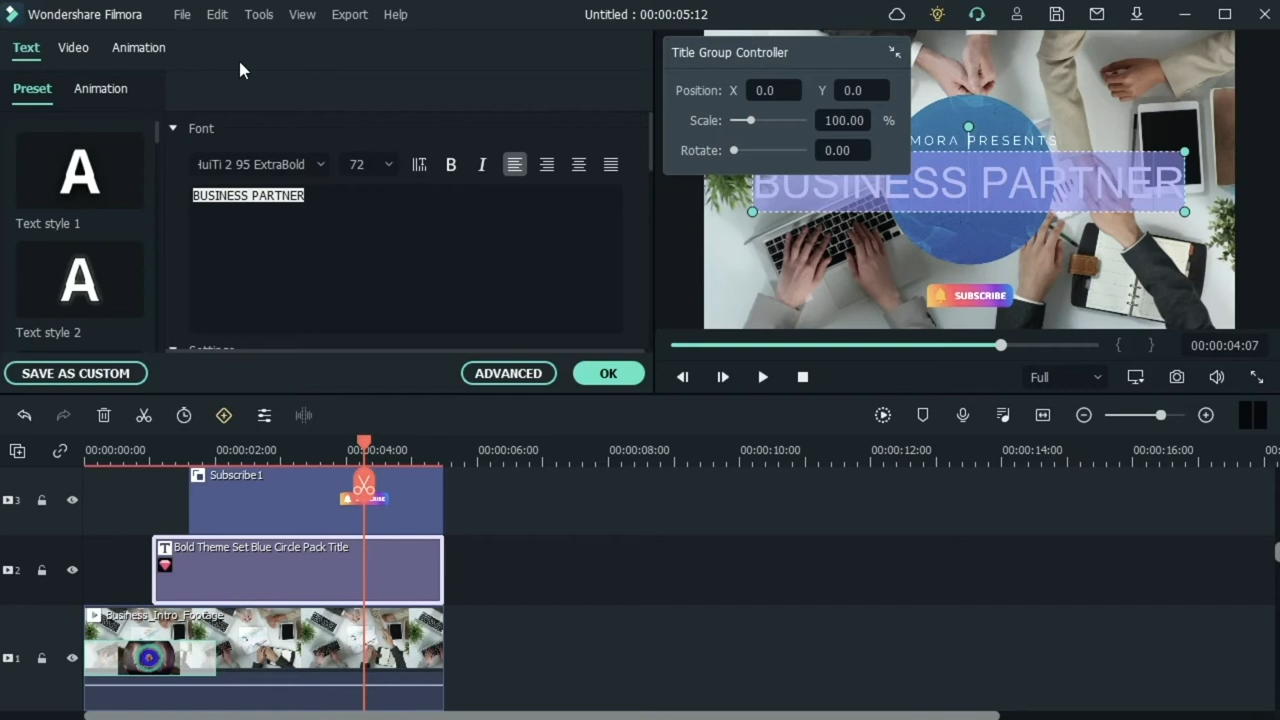 Wondershare Filmora
File
Edit
Tools
View
Export
Help
Untitled : 00:00:05:12
Text
Video
Animation
Preset
Animation
Font
HuiTi 2 95 ExtraBold
72
B
I
BUSINESS PARTNER
A
Text style 1
A
Text style 2
Settings
SAVE AS CUSTOM
ADVANCED
OK
Title Group Controller
Position:
X
0.0
Y
0.0
Scale:
100.00
%
Rotate:
0.00
MORA PRESENTS
BUSINESS PARTNER
SUBSCRIBE
{ }
00:00:04:07
Full
00:00:00:00
00:00:02:00
00:00:04:00
00:00:06:00
00:00:08:00
00:00:10:00
00:00:12:00
00:00:14:00
00:00:16:00
00:
3
Subscribe1
2
T
Bold Theme Set Blue Circle Pack Title
1
Business_Intro_Footage